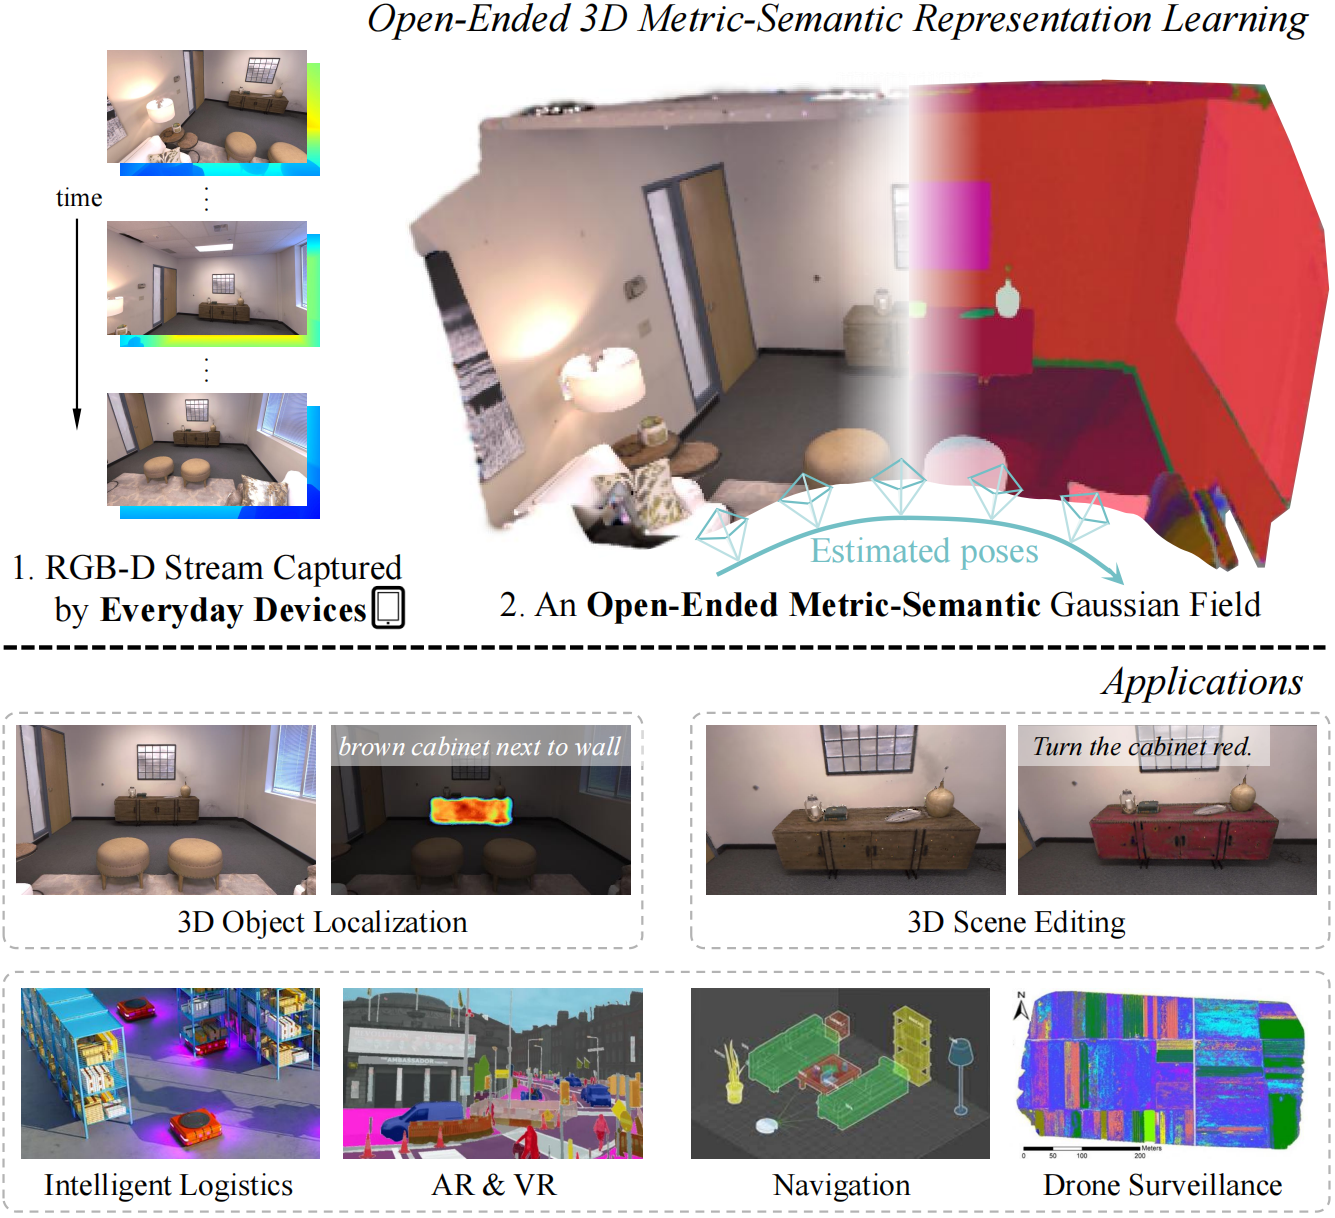 Open-Ended 3D Metric-Semantic Representation Learning
time
1. RGB-D Stream Captured
by Everyday Devices
Estimated poses
2. An Open-Ended Metric-Semantic Gaussian Field
Applications
brown cabinet next to wall
3D Object Localization
Turn the cabinet red.
3D Scene Editing
AMBASSADOR
Intelligent Logistics
AR & VR
Navigation
N
Meters
0 50 100 200
Drone Surveillance